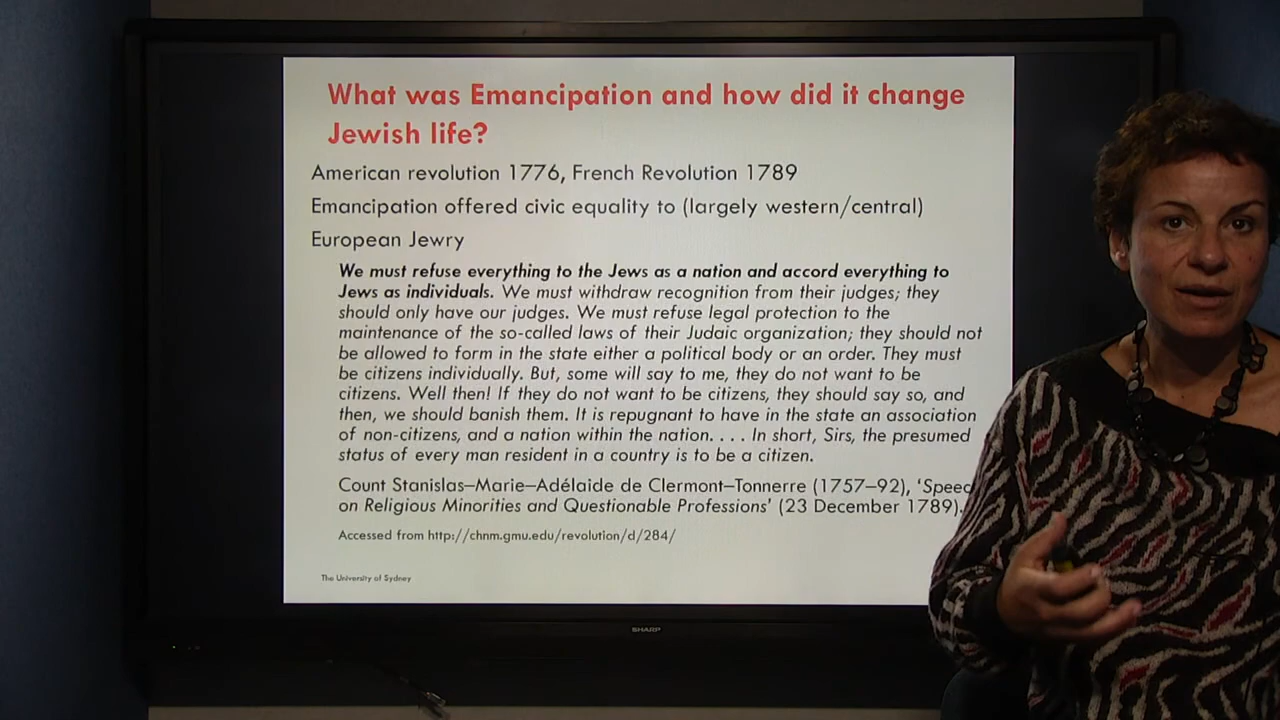 What was Emancipation and how did it change
Jewish life?
American revolution 1776, French Revolution 1789
Emancipation offered civic equality to (largely western/central)
European Jewry
We must refuse everything to the Jews as a nation and accord everything to
Jews as individuals. We must withdraw recognition from their judges; they
should only have our judges. We must refuse legal protection to the
maintenance of the so-called laws of their Judaic organization; they should not
be allowed to form in the state either a political body or an order. They must
be citizens individually. But, some will say to me, they do not want to be
citizens. Well then! If they do not want to be citizens, they should say so, and
then, we should banish them. It is repugnant to have in the state an association
of non-citizens, and a nation within the nation. . . . In short, Sirs, the presumed
status of every man resident in a country is to be a citizen.
Count Stanislas–Marie–Adélaide de Clermont–Tonnerre (1757–92), ‘Speec
on Religious Minorities and Questionable Professions’ (23 December 1789).
Accessed from http://chnm.gmu.edu/revolution/d/284/
The University of Sydney
SHARP